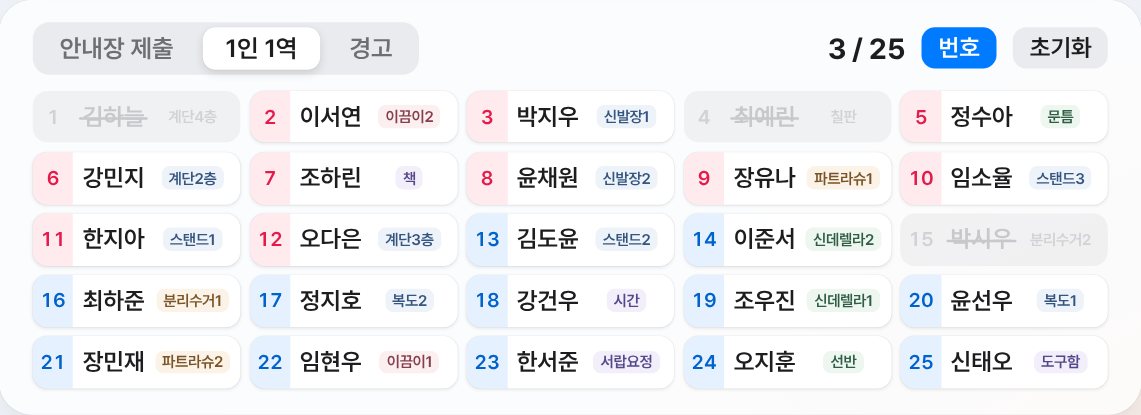 안내장 제출 1인 1역 경고 3 / 25 번호 초기화
1 김하늘 계단4층 2 이서연 이끔이2 3 박지우 신발장1 4 최예린 칠판 5 정수아 문틈
6 강민지 계단2층 7 조하린 책 8 윤채원 신발장2 9 장유나 파트라슈1 10 임소율 스탠드3
11 한지아 스탠드1 12 오다은 계단3층 13 김도윤 스탠드2 14 이준서 신데렐라2 15 박시우 분리수거2
16 최하준 분리수거1 17 정지호 복도2 18 강건우 시간 19 조우진 신데렐라1 20 윤선우 복도1
21 장민재 파트라슈2 22 임현우 이끔이1 23 한서준 서랍요정 24 오지훈 선반 25 신태오 도구함